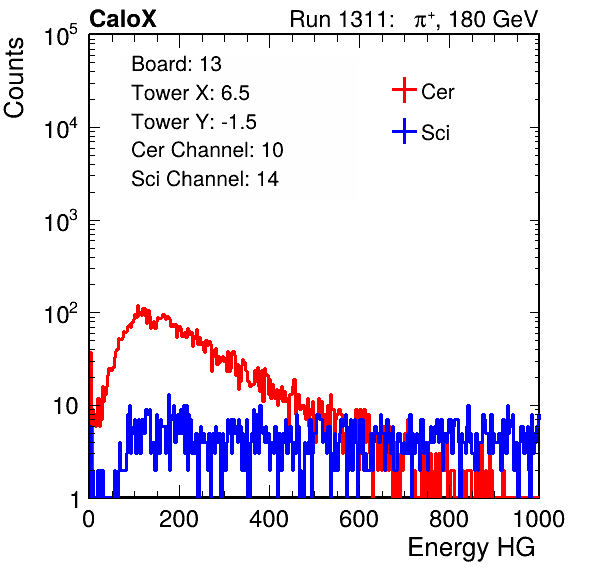 CaloX Run 1311: π⁺, 180 GeV
Counts
10⁵
10⁴
10³
10²
10
1
Board: 13
Tower X: 6.5
Tower Y: -1.5
Cer Channel: 10
Sci Channel: 14
Cer
Sci
0 200 400 600 800 1000
Energy HG